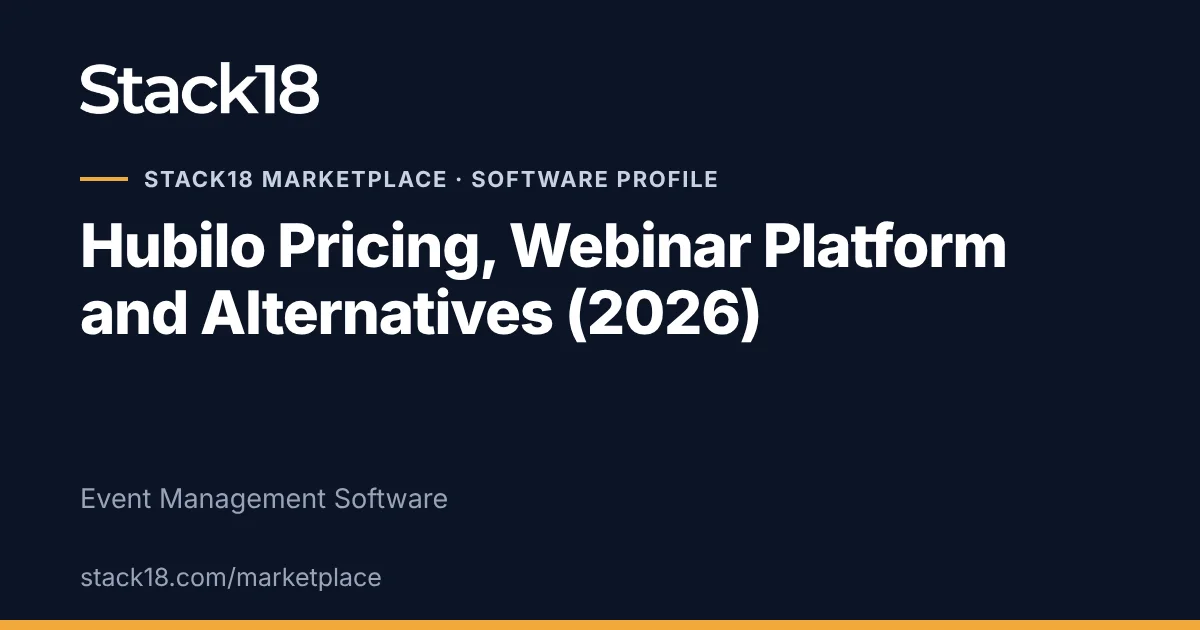 Stack18
STACK18 MARKETPLACE · SOFTWARE PROFILE
Hubilo Pricing, Webinar Platform
and Alternatives (2026)
Event Management Software
stack18.com/marketplace